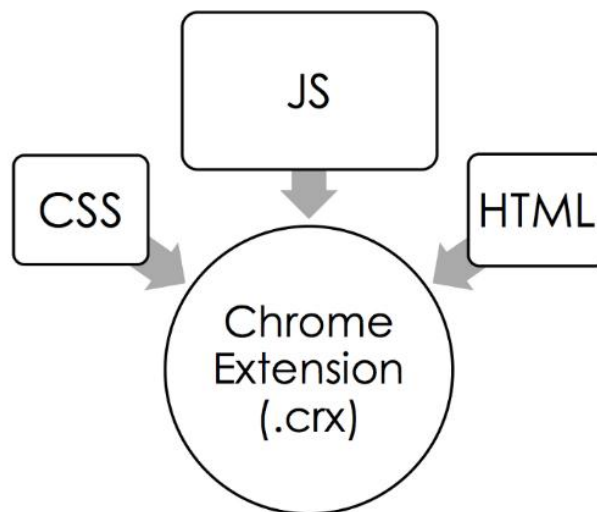 JS
CSS
HTML
Chrome
Extension
(.crx)